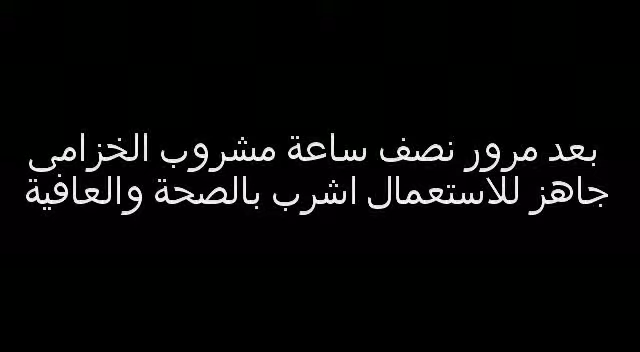 بعد مرور نصف ساعة مشروب الخزامى
جاهز للاستعمال اشرب بالصحة والعافية